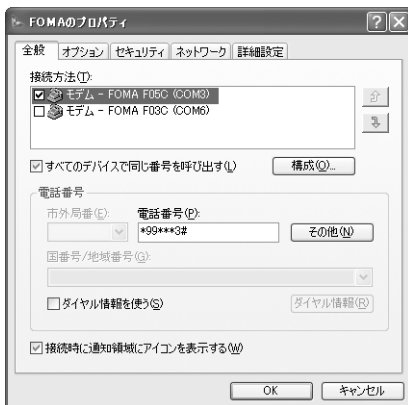 FOMAのプロパティ
全般 オプション セキュリティ ネットワーク 詳細設定
接続方法(T):
モデム - FOMA F05C (COM3)
モデム - FOMA F03C (COM6)
すべてのデバイスで同じ番号を呼び出す(L) 構成(O)...
電話番号
市外局番(E): 電話番号(P):
*99***3# その他(N)
国番号/地域番号(G):
ダイヤル情報を使う(S) ダイヤル情報(R)
接続時に通知領域にアイコンを表示する(W)
OK キャンセル